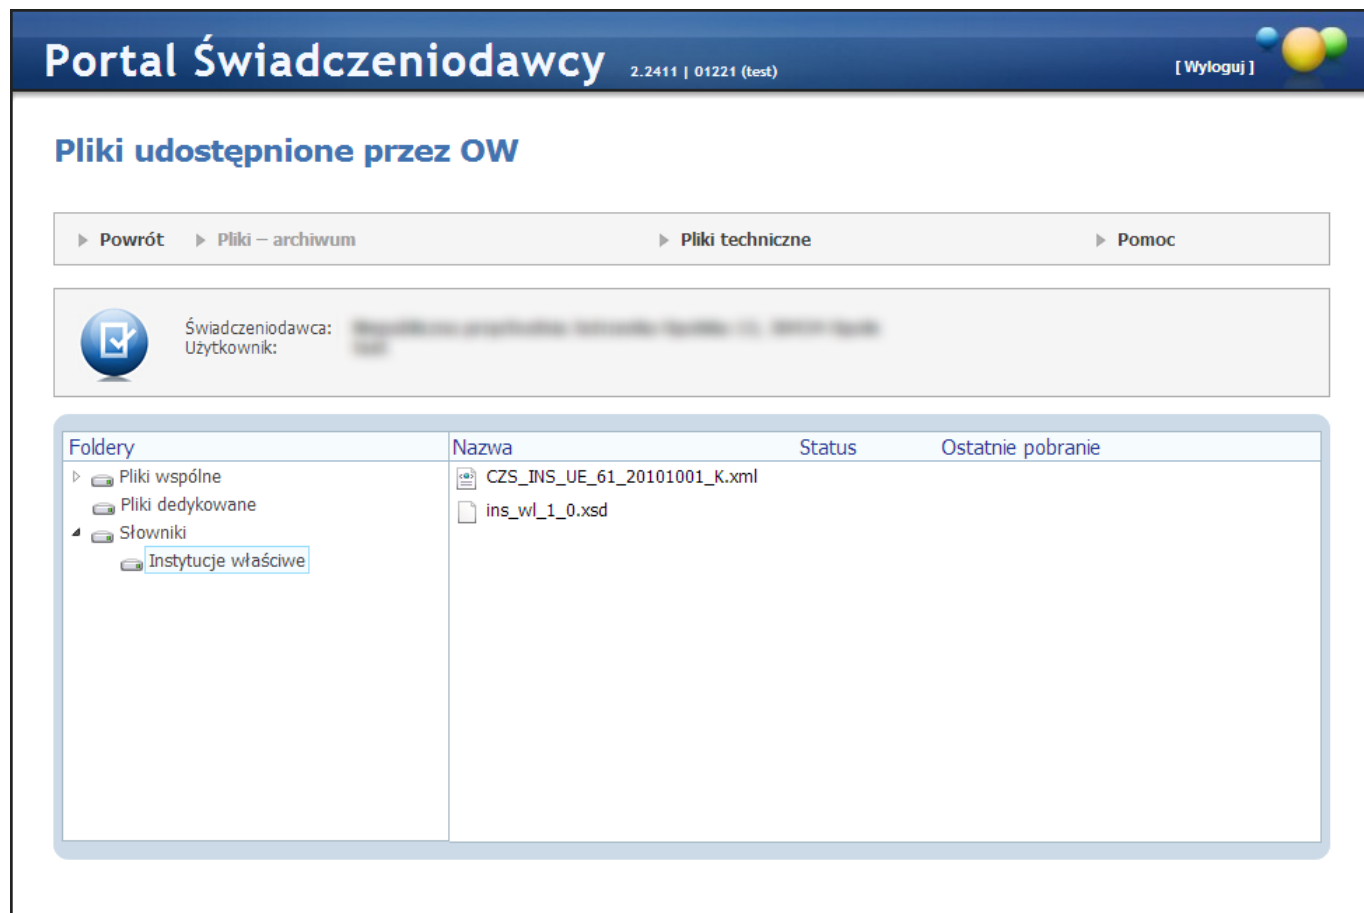 Portal Świadczeniodawcy 2.2411 | 01221 (test) [ Wyloguj ]
Pliki udostępnione przez OW
Powrót Pliki – archiwum Pliki techniczne Pomoc
Świadczeniodawca:
Użytkownik:
Foldery Nazwa Status Ostatnie pobranie
Pliki wspólne CZS_INS_UE_61_20101001_K.xml
Pliki dedykowane ins_wl_1_0.xsd
Słowniki
Instytucje właściwe